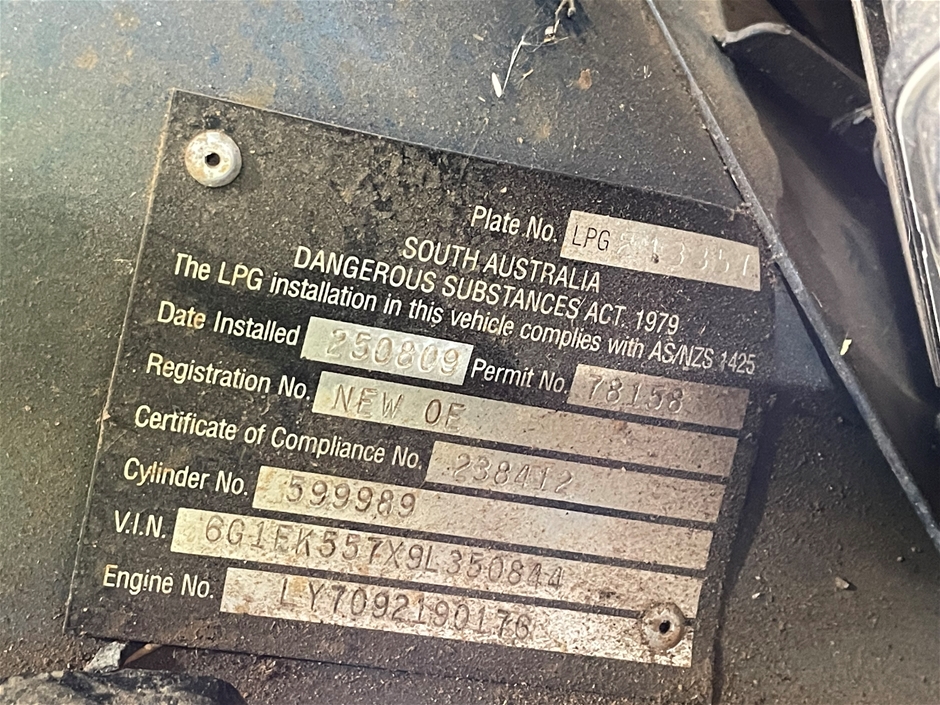 Plate No. LPG
SOUTH AUSTRALIA
DANGEROUS SUBSTANCES ACT. 1979
The LPG installation in this vehicle complies with AS/NZS 1425
Date Installed 250809 Permit No. 78158
Registration No. NEW OF
Certificate of Compliance No. 238412
Cylinder No. 599989
V.I.N. 6G1EK557X9L350844
Engine No. LY7092190176